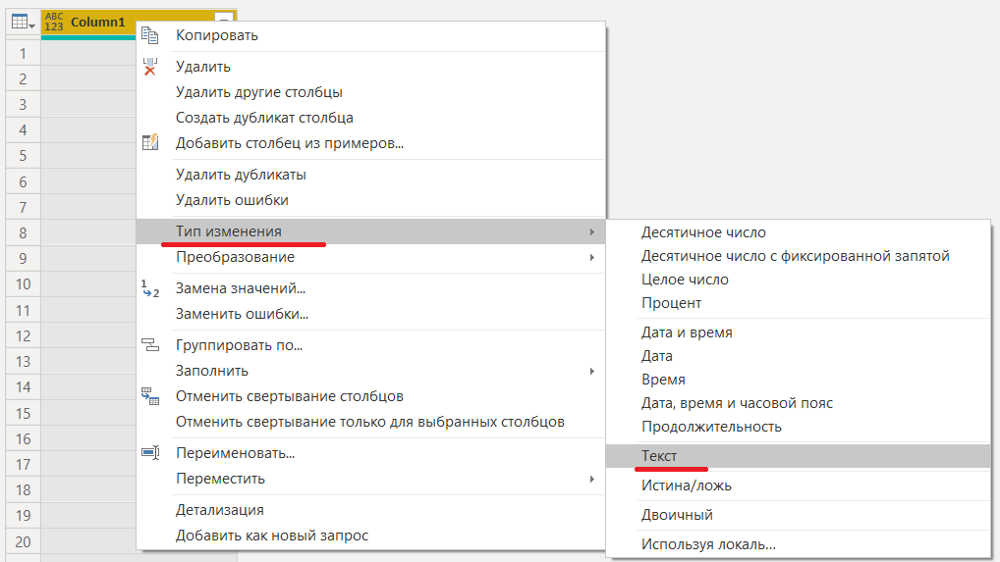 ABC
123
Column1
1
2
3
4
5
6
7
8
9
10
11
12
13
14
15
16
17
18
19
20
Копировать
Удалить
Удалить другие столбцы
Создать дубликат столбца
Добавить столбец из примеров...
Удалить дубликаты
Удалить ошибки
Тип изменения
Преобразование
1
2
Замена значений...
Заменить ошибки...
Группировать по...
Заполнить
Отменить свертывание столбцов
Отменить свертывание только для выбранных столбцов
Переименовать...
Переместить
Детализация
Добавить как новый запрос
Десятичное число
Десятичное число с фиксированной запятой
Целое число
Процент
Дата и время
Дата
Время
Дата, время и часовой пояс
Продолжительность
Текст
Истина/ложь
Двоичный
Используя локаль...